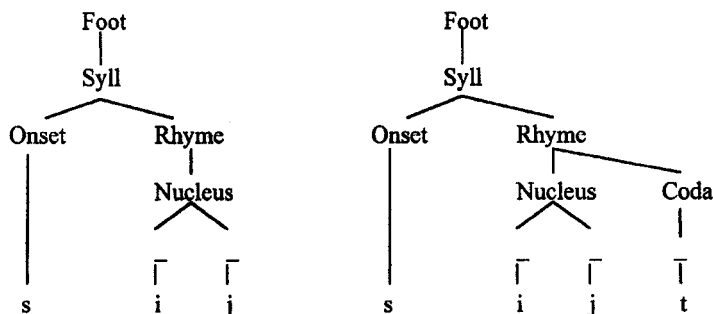 Foot Foot
Syll Syll
Onset Rhyme Onset Rhyme
Nucleus Nucleus Coda
s i j s i j t